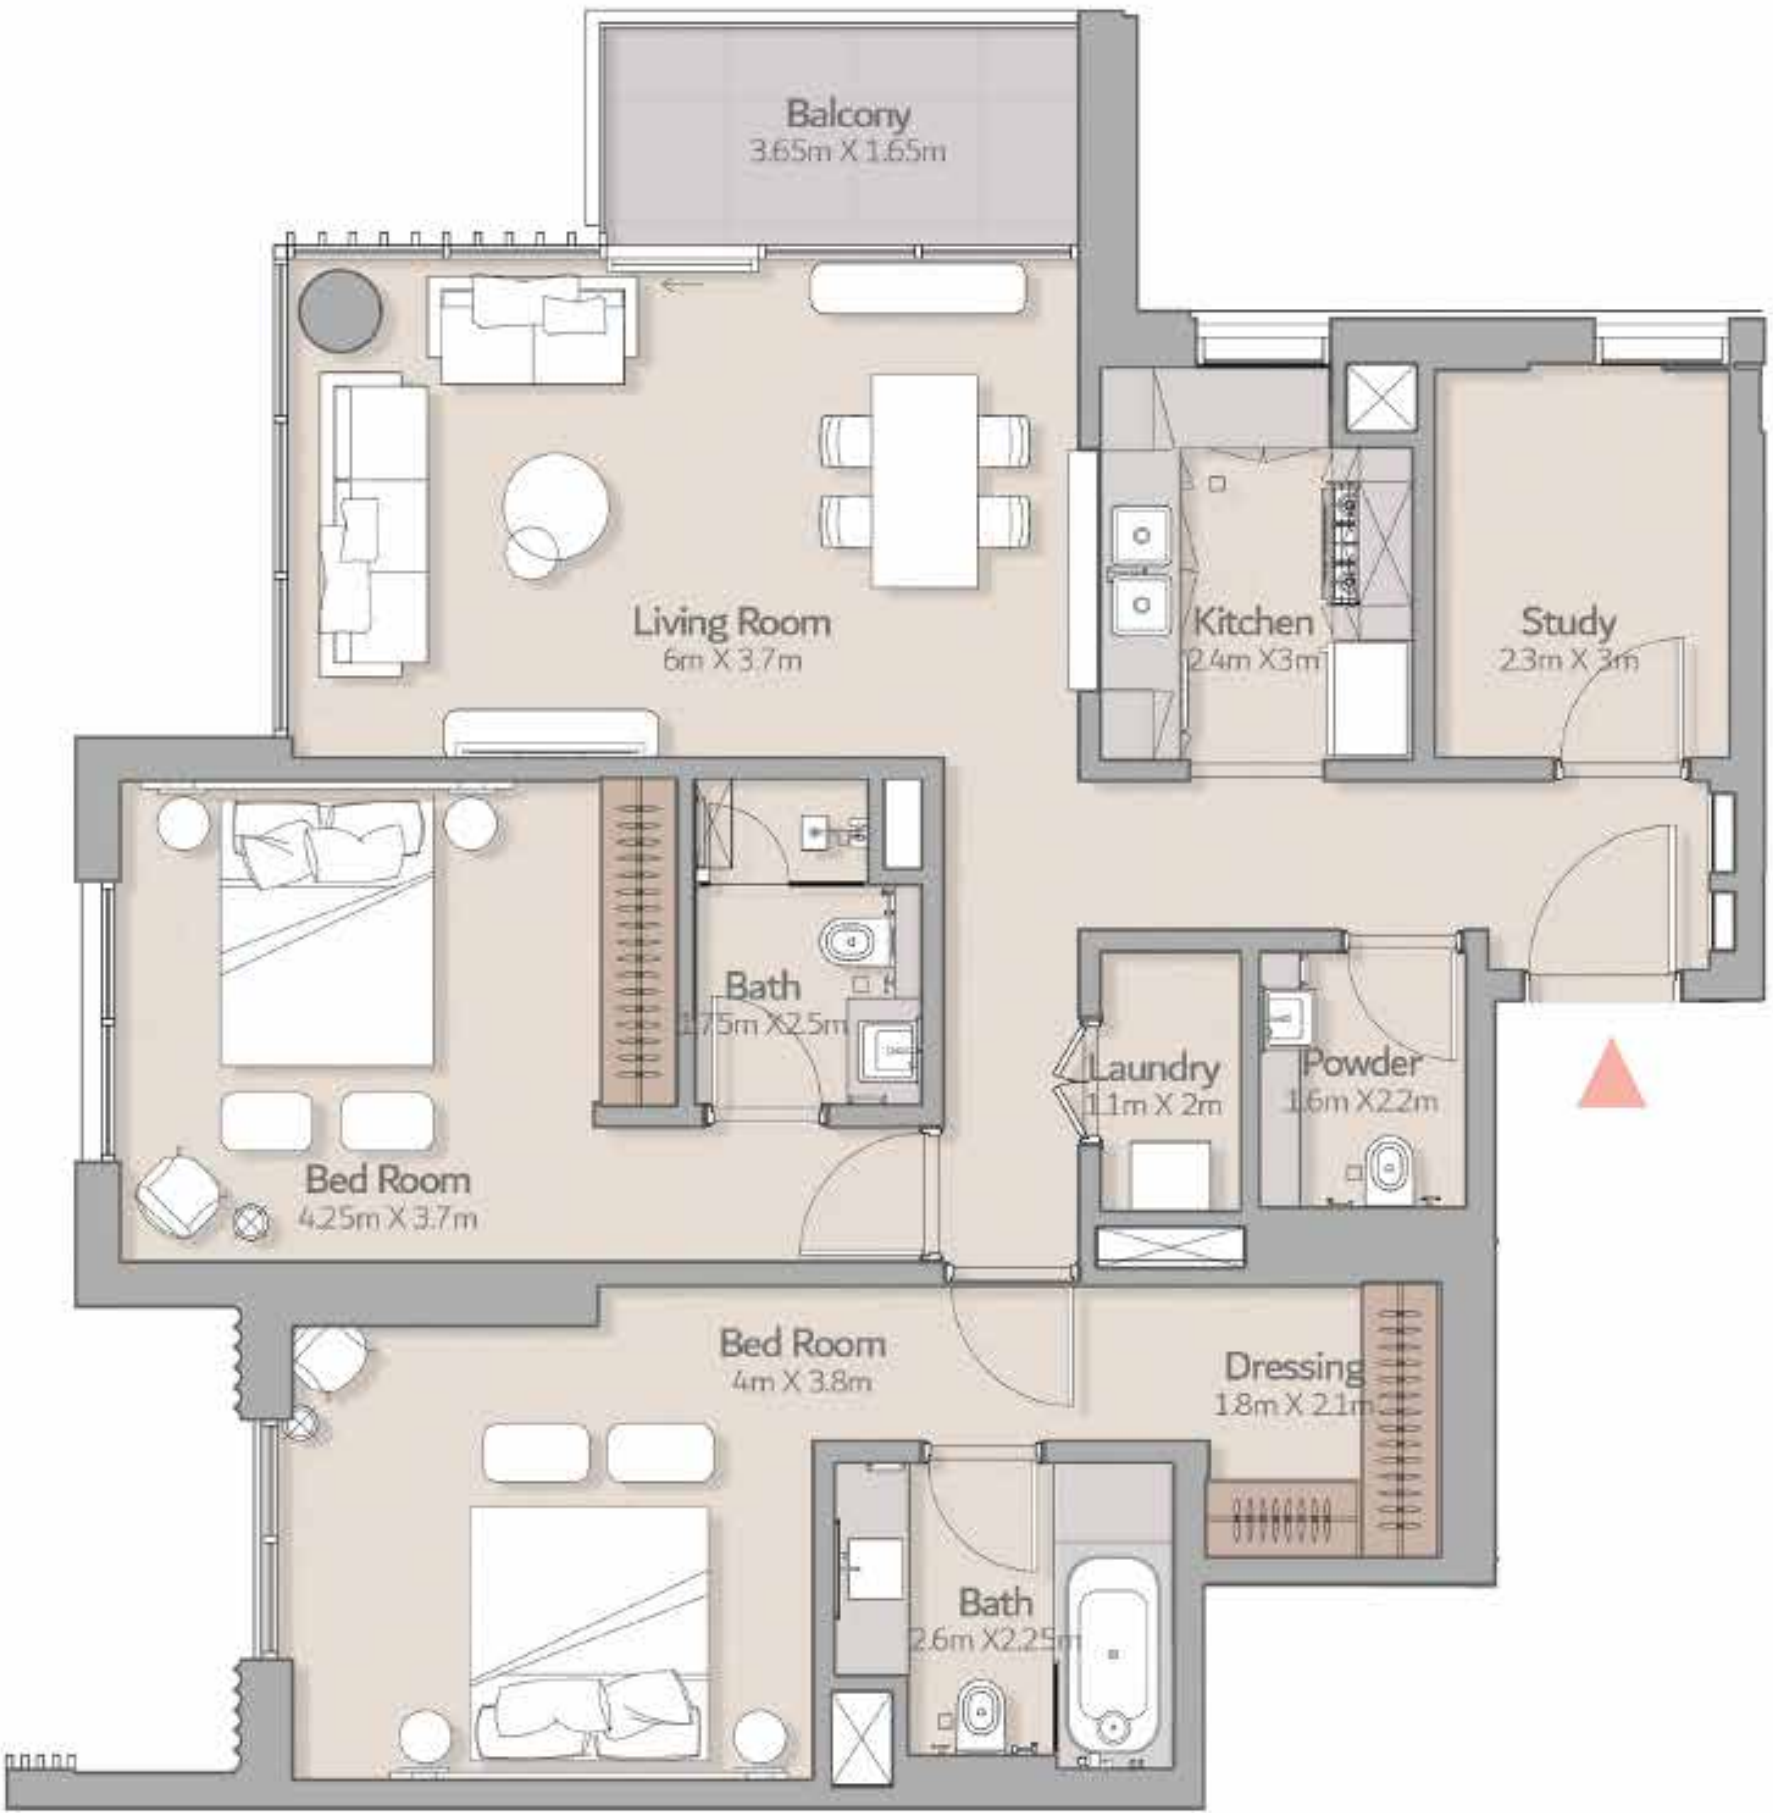 Balcony
3.65m X 1.65m
Living Room
6m X 3.7m
Kitchen
2.4m X3m
Study
2.3m X 3m
Bath
1.75m X2.5m
Laundry
1.1m X 2m
Powder
1.6m X2.2m
Bed Room
4.25m X 3.7m
Bed Room
4m X 3.8m
Dressing
1.8m X 2.1m
Bath
2.6m X2.25m